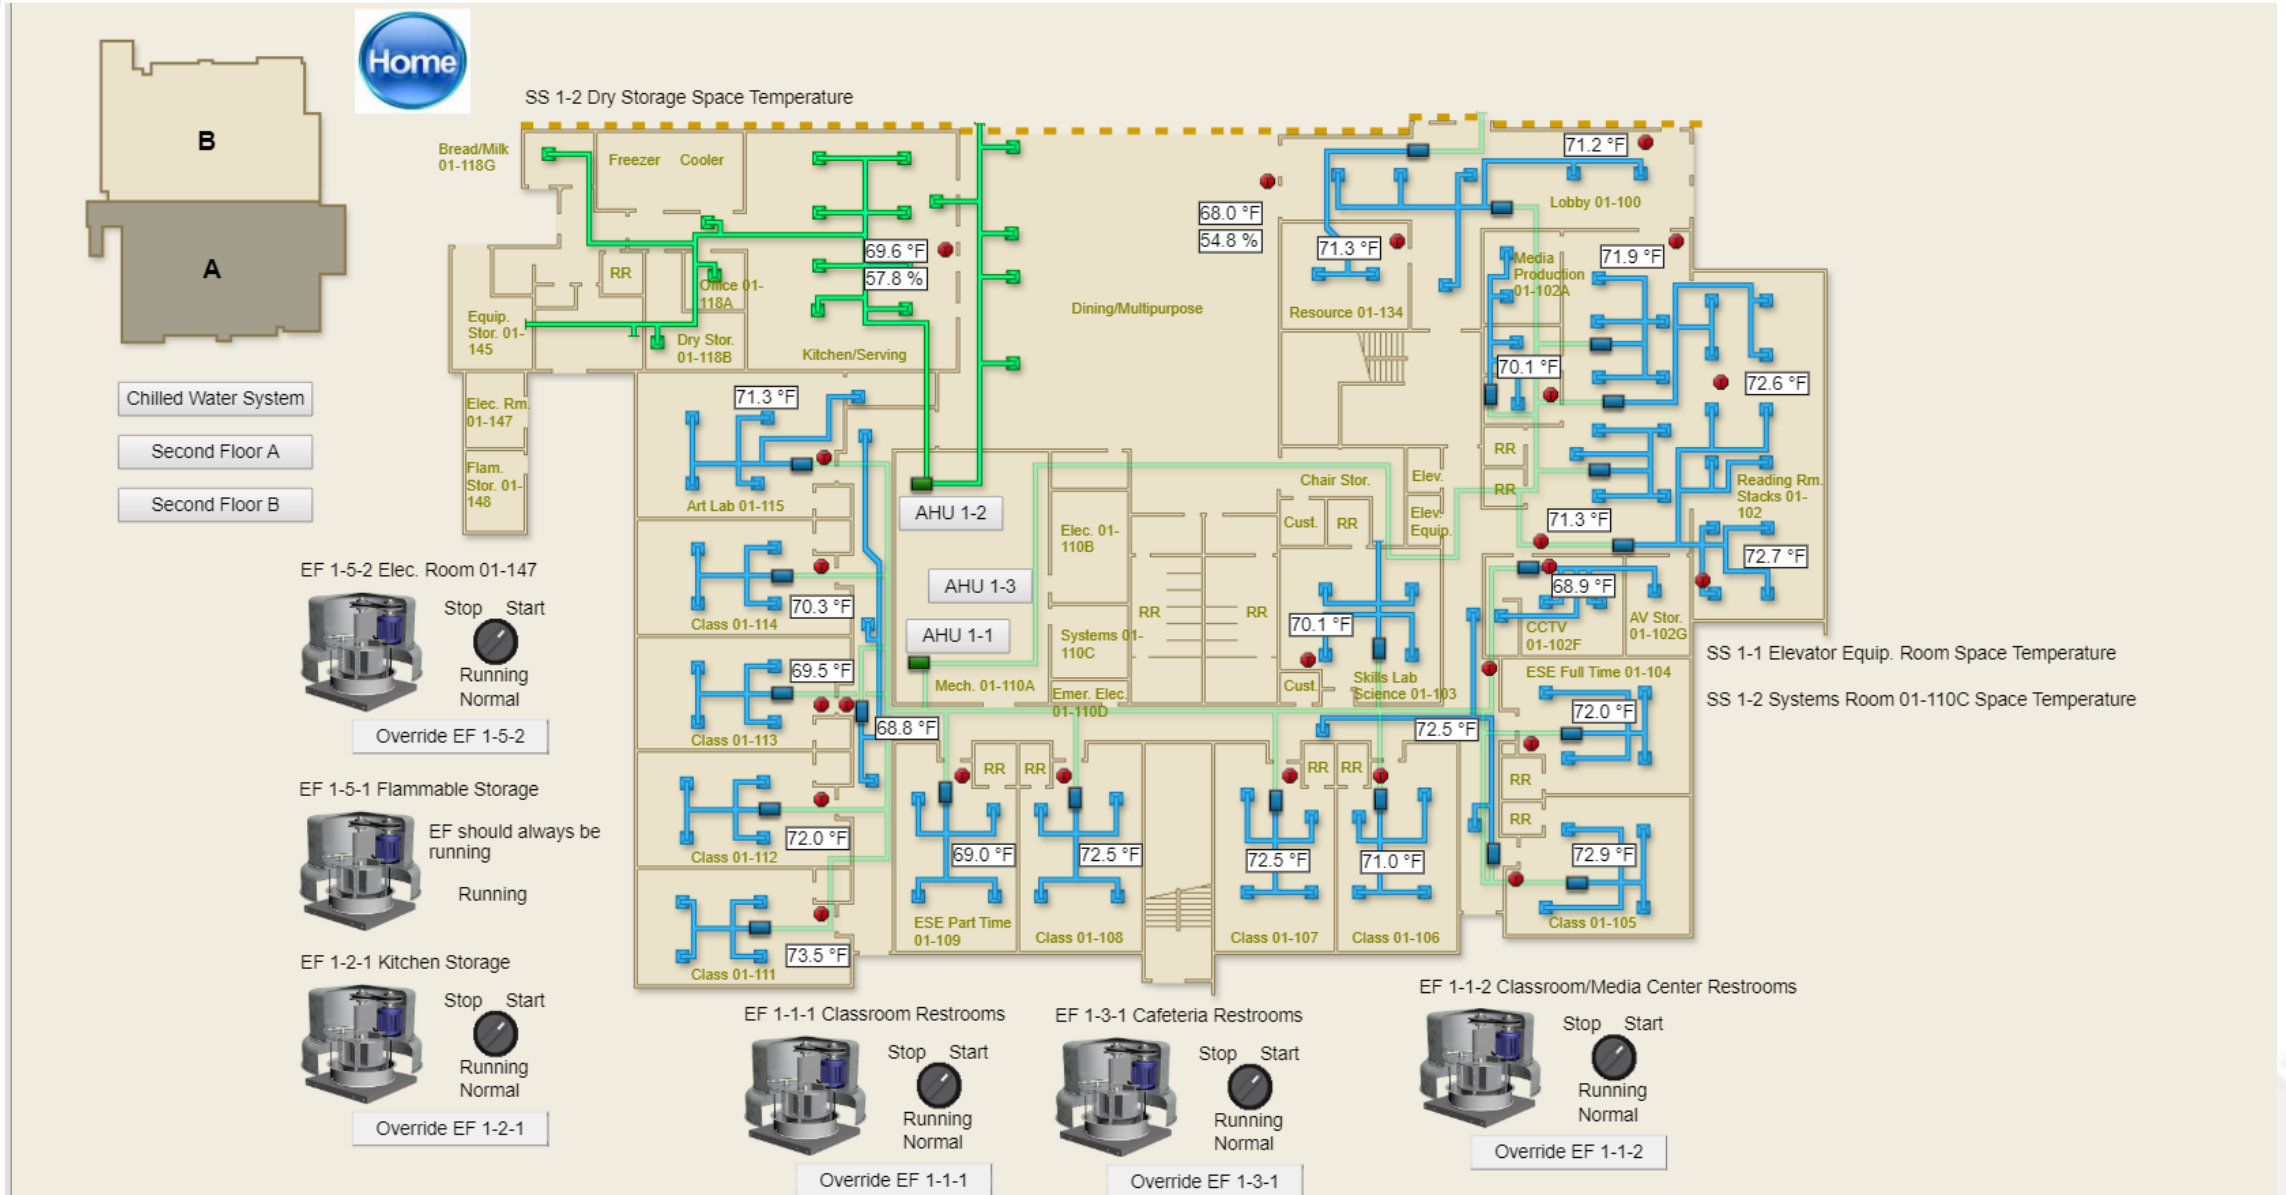 Home
B
A
Chilled Water System
Second Floor A
Second Floor B
SS 1-2 Dry Storage Space Temperature
Bread/Milk
01-118G
Freezer
Cooler
RR
Office 01-
118A
Equip.
Stor. 01-
145
Dry Stor.
01-118B
Kitchen/Serving
69.6 °F
57.8 %
Elec. Rm.
01-147
Flam.
Stor. 01-
148
Dining/Multipurpose
68.0 °F
54.8 %
71.3 °F
Resource 01-134
71.2 °F
Lobby 01-100
Media
Production
01-102A
71.9 °F
70.1 °F
72.6 °F
RR
RR
Reading Rm.
Stacks 01-
102
71.3 °F
72.7 °F
71.3 °F
Art Lab 01-115
AHU 1-2
AHU 1-3
AHU 1-1
Mech. 01-110A
Elec. 01-
110B
Systems 01-
110C
Emer. Elec.
01-110D
RR
RR
Chair Stor.
Cust.
RR
Elev.
Elev.
Equip.
70.1 °F
Cust.
Skills Lab
Science 01-103
68.9 °F
CCTV
01-102F
AV Stor.
01-102G
ESE Full Time 01-104
72.0 °F
72.5 °F
RR
RR
72.9 °F
Class 01-105
SS 1-1 Elevator Equip. Room Space Temperature
SS 1-2 Systems Room 01-110C Space Temperature
70.3 °F
Class 01-114
69.5 °F
Class 01-113
68.8 °F
72.0 °F
Class 01-112
73.5 °F
Class 01-111
RR
RR
69.0 °F
ESE Part Time
01-109
72.5 °F
Class 01-108
RR
RR
72.5 °F
Class 01-107
71.0 °F
Class 01-106
EF 1-5-2 Elec. Room 01-147
Stop Start
Running
Normal
Override EF 1-5-2
EF 1-5-1 Flammable Storage
EF should always be
running
Running
EF 1-2-1 Kitchen Storage
Stop Start
Running
Normal
Override EF 1-2-1
EF 1-1-1 Classroom Restrooms
Stop Start
Running
Normal
Override EF 1-1-1
EF 1-3-1 Cafeteria Restrooms
Stop Start
Running
Normal
Override EF 1-3-1
EF 1-1-2 Classroom/Media Center Restrooms
Stop Start
Running
Normal
Override EF 1-1-2